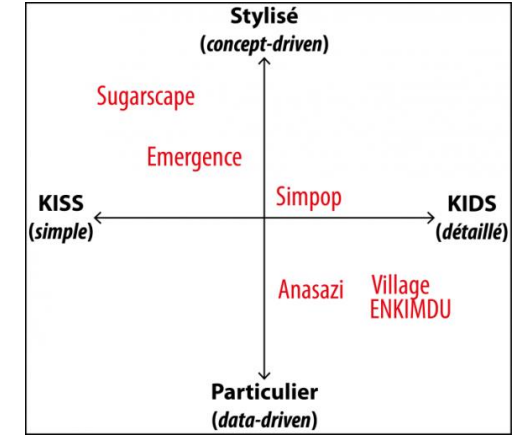 Stylisé
(concept-driven)
Sugarscape
Emergence
Simpop
KISS
(simple)
KIDS
(détaillé)
Anasazi
Village
ENKIMDU
Particulier
(data-driven)